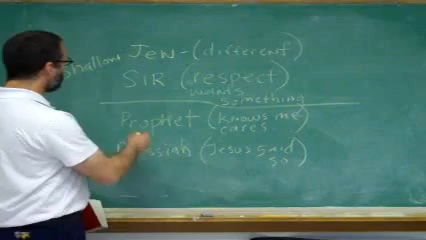 shallow Jew-(different)
SIR (respect)
wants
something
Prophet (knows me
cares)
Messiah (Jesus said
so)